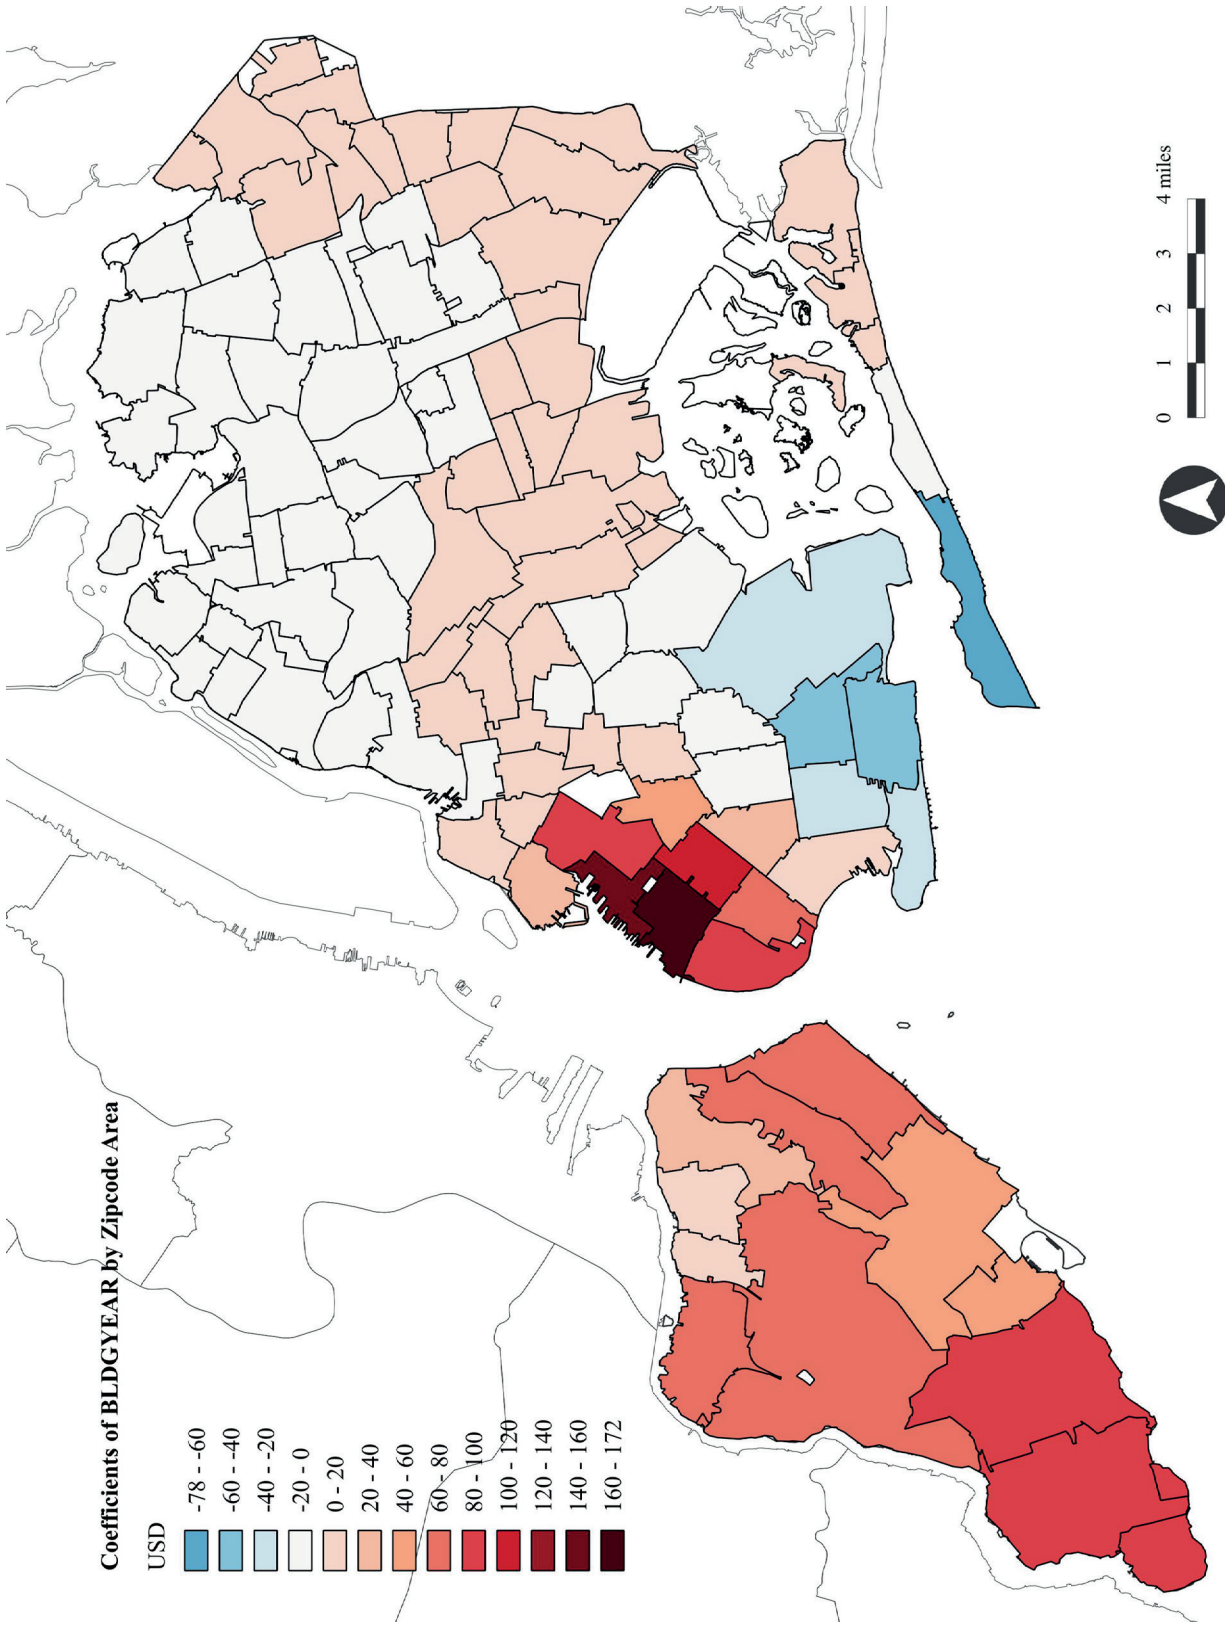 Coefficients of BLDGYEAR by Zipcode Area
USD
-78 - -60
-60 - -40
-40 - -20
-20 - 0
0 - 20
20 - 40
40 - 60
60 - 80
80 - 100
100 - 120
120 - 140
140 - 160
160 - 172
0 1 2 3 4 miles